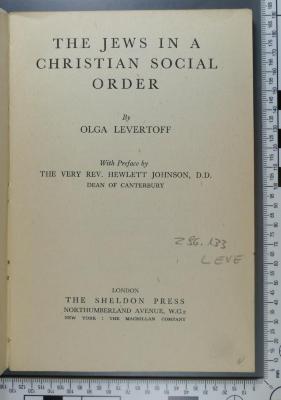 THE JEWS IN A
CHRISTIAN SOCIAL
ORDER
By
OLGA LEVERTOFF
With Preface by
THE VERY REV. HEWLETT JOHNSON, D.D.
DEAN OF CANTERBURY
296.133
LEVE
LONDON
THE SHELDON PRESS
NORTHUMBERLAND AVENUE, W.C.2
NEW YORK : THE MACMILLAN COMPANY